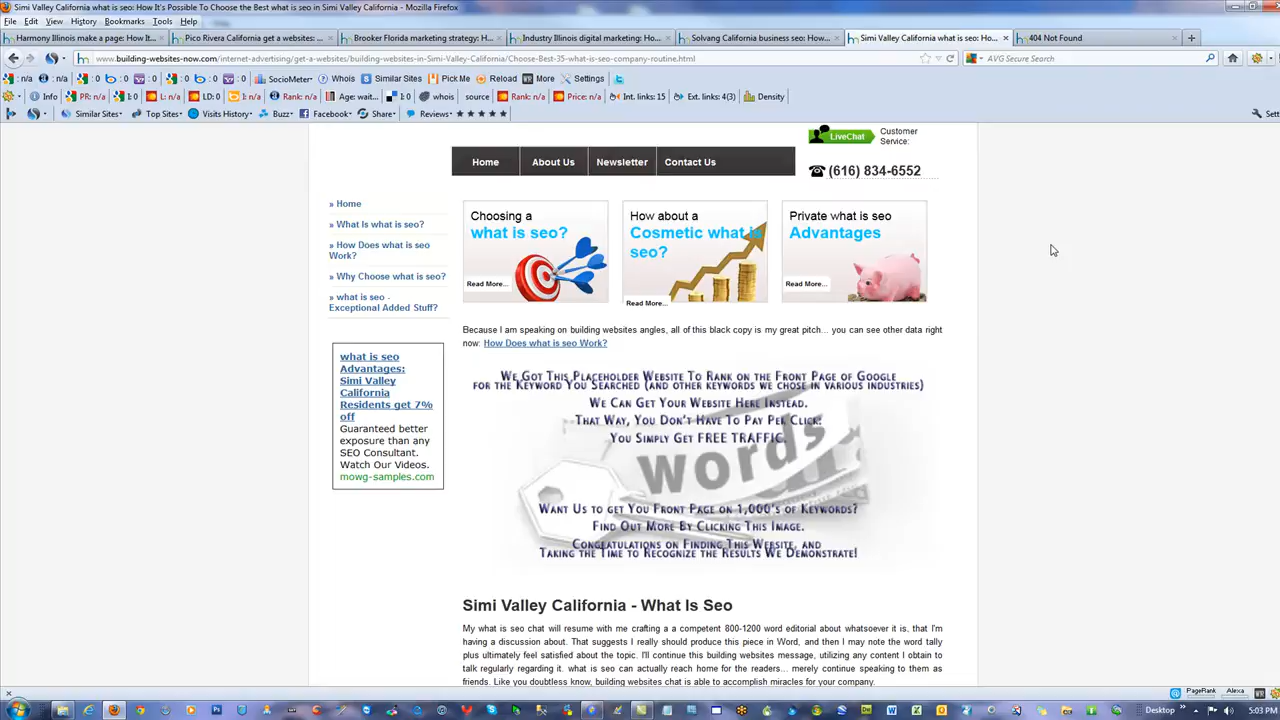 Simi Valley California what is seo: How It's Possible To Choose the Best what is seo in Simi Valley California - Mozilla Firefox
File Edit View History Bookmarks Tools Help
Harmony Illinois make a page: How It... Pico Rivera California get a websites: ... Brooker Florida marketing strategy: H... Industry Illinois digital marketing: Ho... Solvang California business seo: How... Simi Valley California what is seo: Ho... 404 Not Found
www.building-websites-now.com/internet-advertising/get-a-websites/building-websites-in-Simi-Valley-California/Choose-Best-35-what-is-seo-company-routine.html AVG Secure Search
: n/a : 0 : 0 : 0 : n/a : 0 : 0 : 0 SocioMeter Whois Similar Sites Pick Me Reload More Settings
Info PR: n/a I: 0 L: n/a LD: 0 I: n/a Rank: n/a Age: wait... I: 0 whois source Rank: n/a Price: n/a Int. links: 15 Ext. links: 4(3) Density
Similar Sites Top Sites Visits History Buzz Facebook Share Reviews Sett
LiveChat
Customer
Service:
Home About Us Newsletter Contact Us
(616) 834-6552
» Home
» What Is what is seo?
» How Does what is seo
Work?
» Why Choose what is seo?
» what is seo -
Exceptional Added Stuff?
Choosing a
what is seo?
Read More...
How about a
Cosmetic what is
seo?
Read More...
Private what is seo
Advantages
Read More...
Because I am speaking on building websites angles, all of this black copy is my great pitch... you can see other data right
now: How Does what is seo Work?
what is seo
Advantages:
Simi Valley
California
Residents get 7%
off
Guaranteed better
exposure than any
SEO Consultant.
Watch Our Videos.
mowg-samples.com
We Got This Placeholder Website To Rank on the Front Page of Google
for the Keyword You Searched (and other keywords we chose in various industries)
We Can Get Your Website Here Instead.
That Way, You Don't Have To Pay Per Click:
You Simply Get FREE TRAFFIC.
words
Want Us to get You Front Page on 1,000's of Keywords?
Find Out More By Clicking This Image.
Congratulations on Finding This Website, and
Taking the Time to Recognize the Results We Demonstrate!
Simi Valley California - What Is Seo
My what is seo chat will resume with me crafting a a competent 800-1200 word editorial about whatsoever it is, that I'm
having a discussion about. That suggests I really should produce this piece in Word, and then I may note the word tally
plus ultimately feel satisfied about the topic. I'll continue this building websites message, utilizing any content I obtain to
talk regularly regarding it. what is seo can actually reach home for the readers... merely continue speaking to them as
friends. Like you doubtless know, building websites chat is able to accomplish miracles for your company.
PageRank Alexa
Desktop 5:03 PM